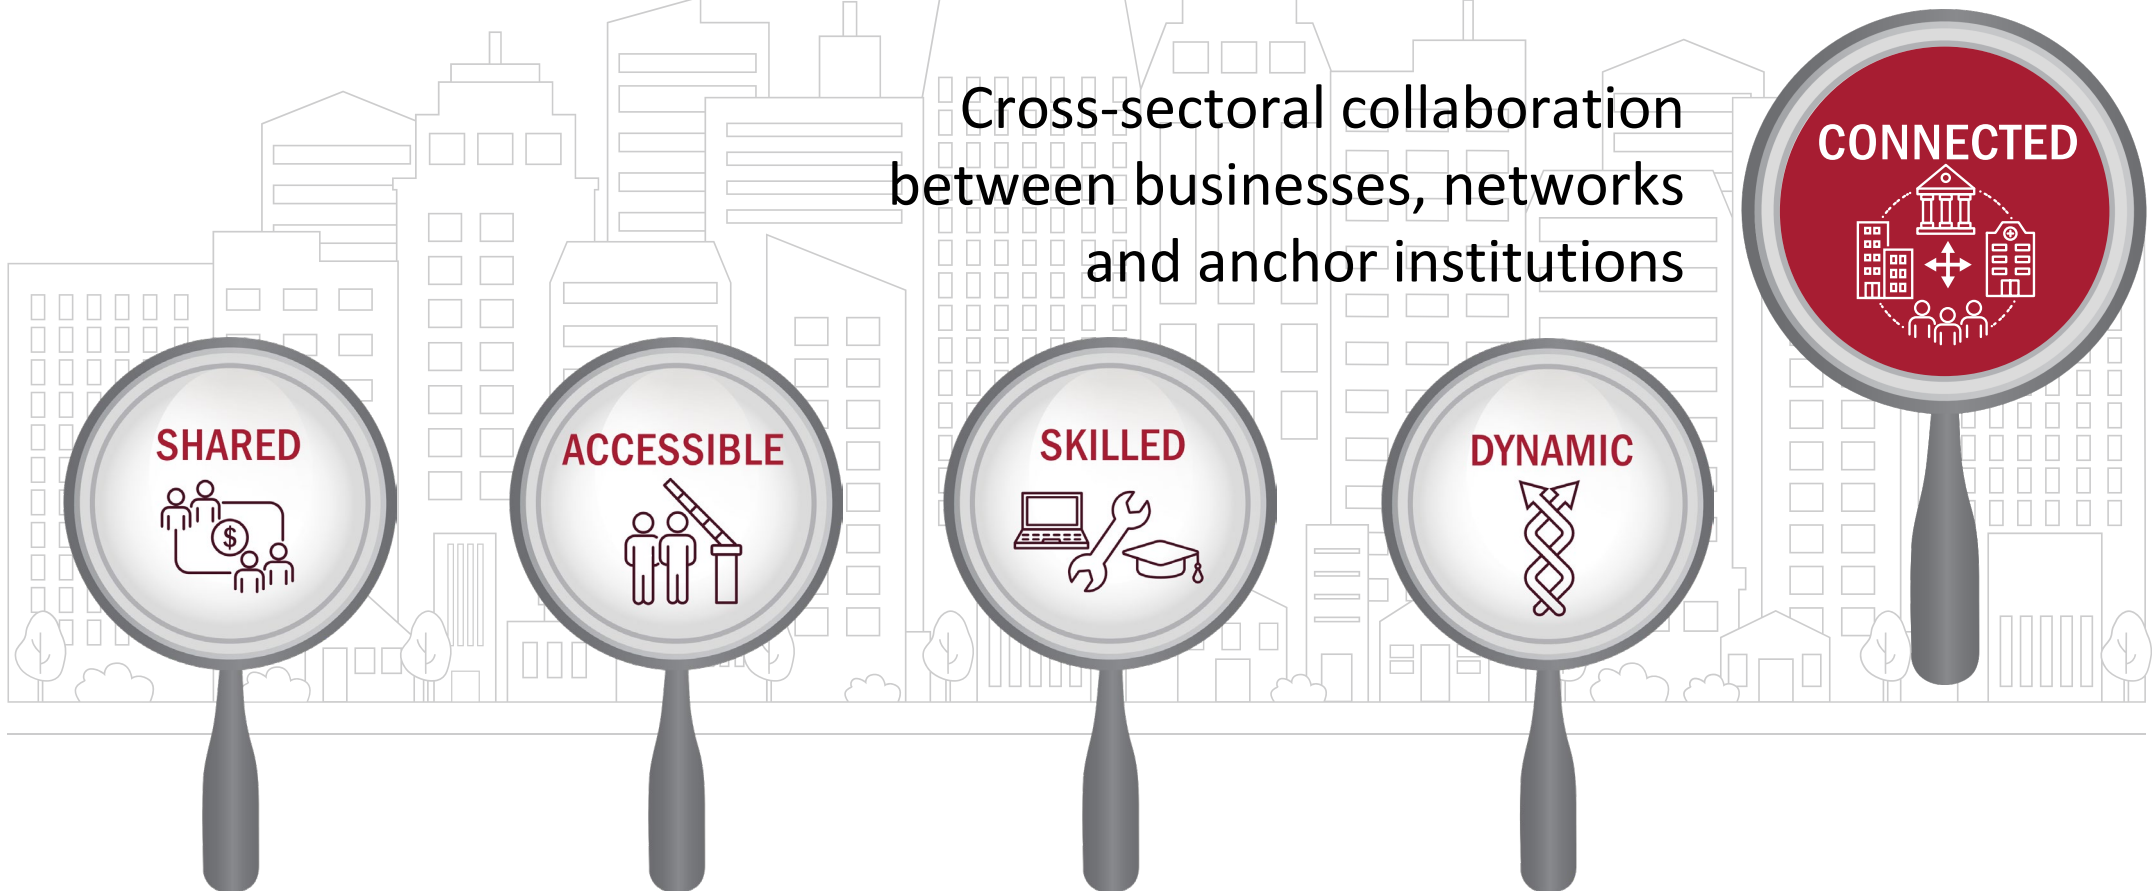 Cross-sectoral collaboration
between businesses, networks
and anchor institutions
CONNECTED
SHARED
$
ACCESSIBLE
SKILLED
DYNAMIC